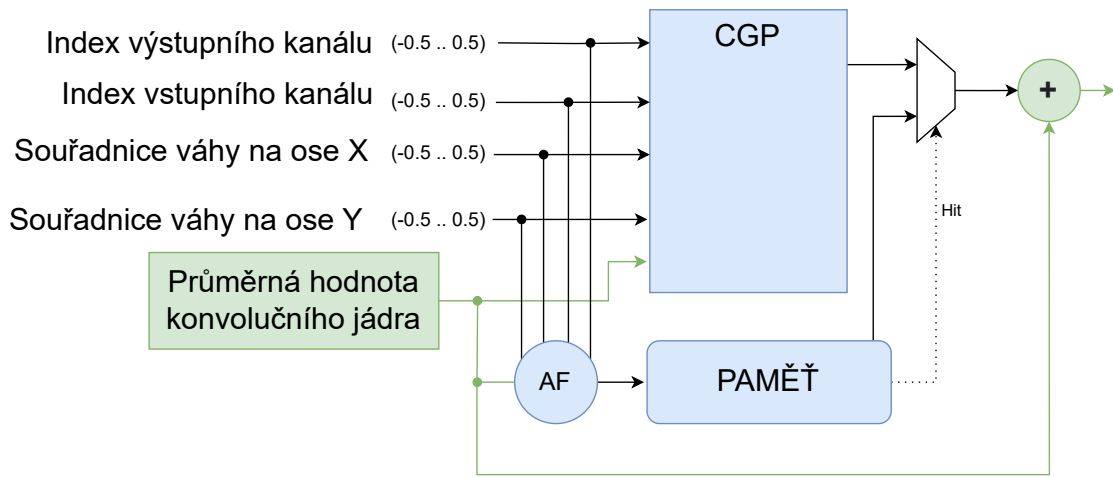 Index výstupního kanálu (-0.5 .. 0.5)
CGP
Index vstupního kanálu (-0.5 .. 0.5)
+
Souřadnice váhy na ose X (-0.5 .. 0.5)
Souřadnice váhy na ose Y (-0.5 .. 0.5)
Hit
Průměrná hodnota
konvolučního jádra
AF
PAMĚŤ